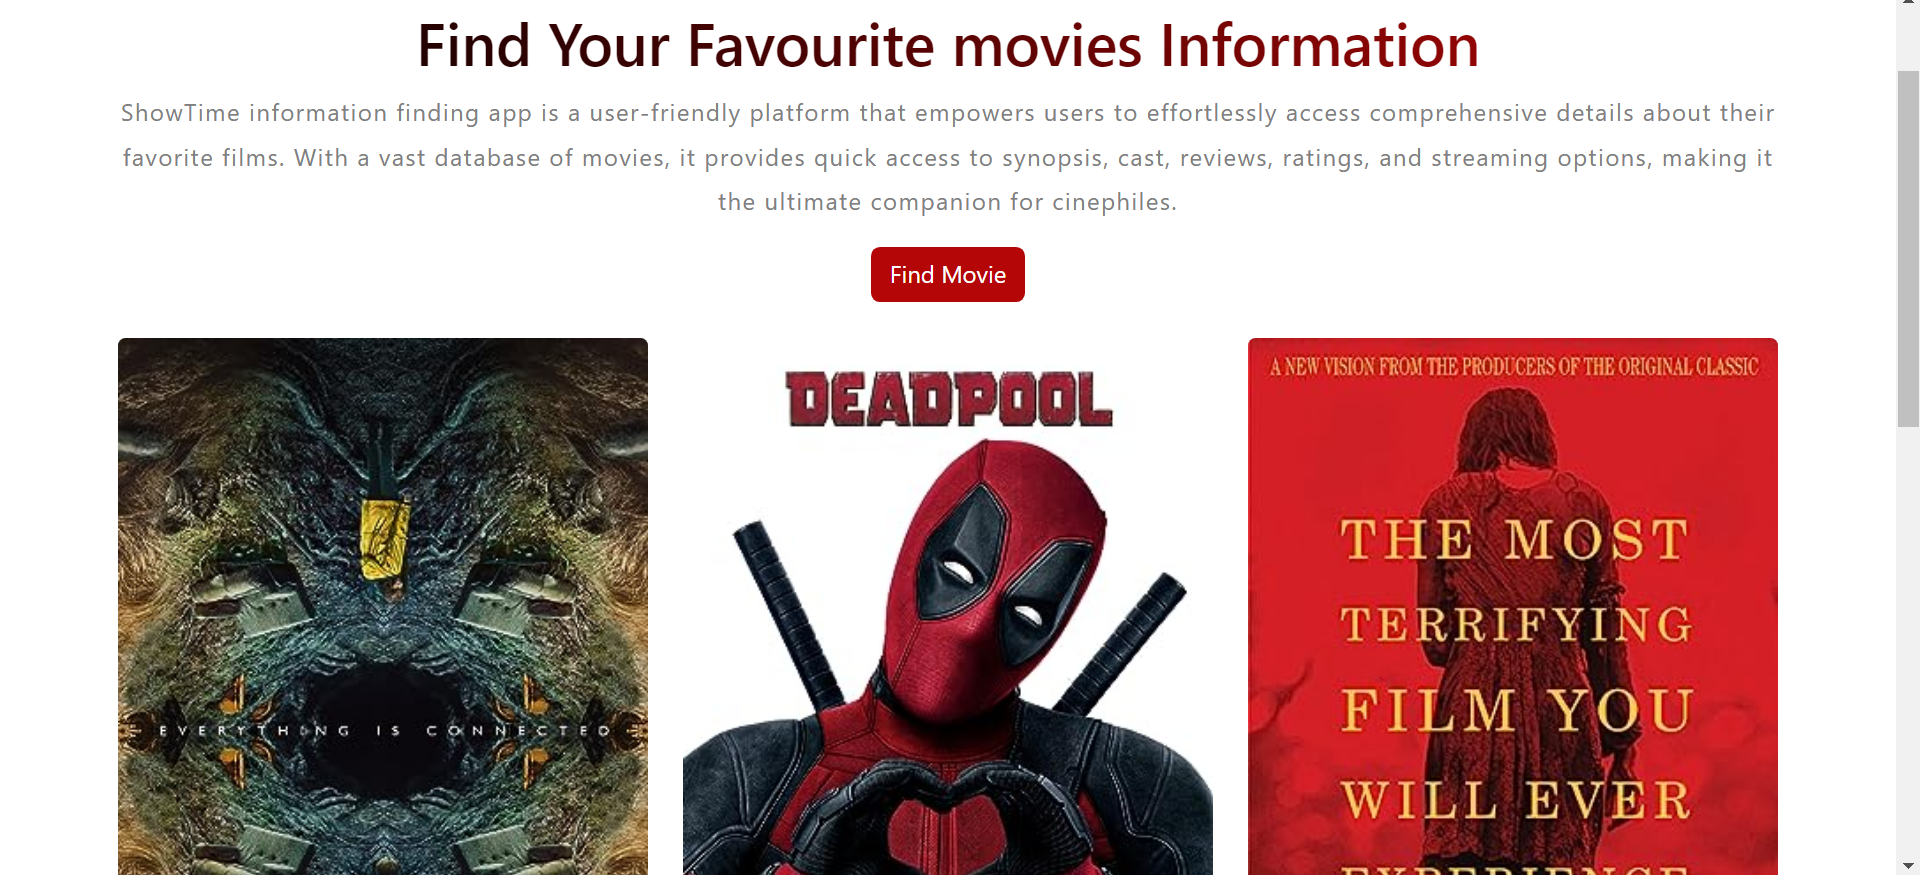 Find Your Favourite movies Information
ShowTime information finding app is a user-friendly platform that empowers users to effortlessly access comprehensive details about their
favorite films. With a vast database of movies, it provides quick access to synopsis, cast, reviews, ratings, and streaming options, making it
the ultimate companion for cinephiles.
Find Movie
EVERYTHING IS CONNECTED
DEADPOOL
A NEW VISION FROM THE PRODUCERS OF THE ORIGINAL CLASSIC
THE MOST
TERRIFYING
FILM YOU
WILL EVER
EXPERIENCE